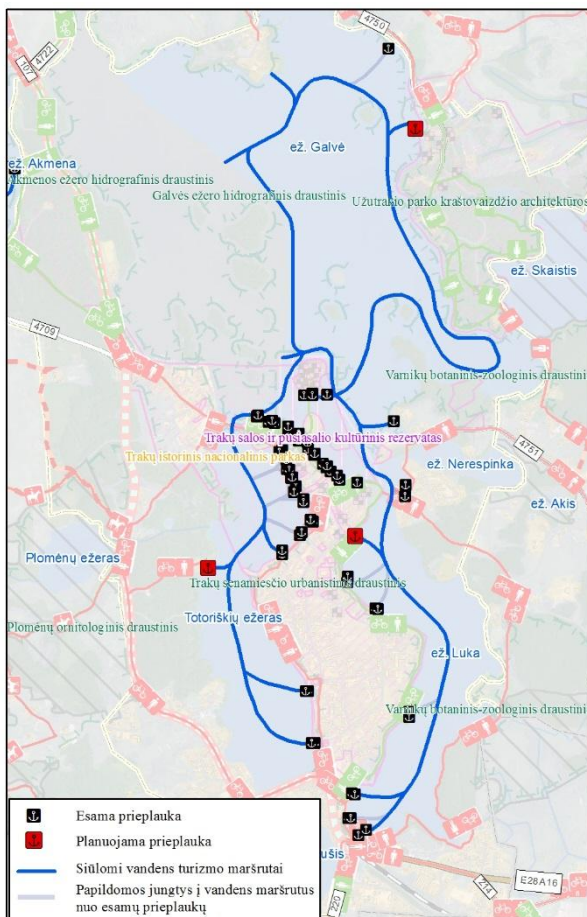 4750
4722
107
ež. Galvė
ež. Akmena
Akmenos ežero hidrografinis draustinis
Galvės ežero hidrografinis draustinis
Užutrakio parko kraštovaizdžio architektūros
ež. Skaistis
4709
Varnikų botaninis-zoologinis draustinis
Trakų salos ir pusiasalio kultūrinis rezervatas
4751
Trakų istorinis nacionalinis parkas
ež. Nerespinka
ež. Akis
Plomėnų ežeras
Trakų senamiesčio urbanistinis draustinis
Totoriškių ežeras
Plomėnų ornitologinis draustinis
ež. Luka
Varnikų botaninis-zoologinis draustinis
Esama prieplauka
Planuojama prieplauka
Siūlomi vandens turizmo maršrutai
Papildomos jungtys į vandens maršrutus
nuo esamų prieplaukų
ušis
E28A16
214
220